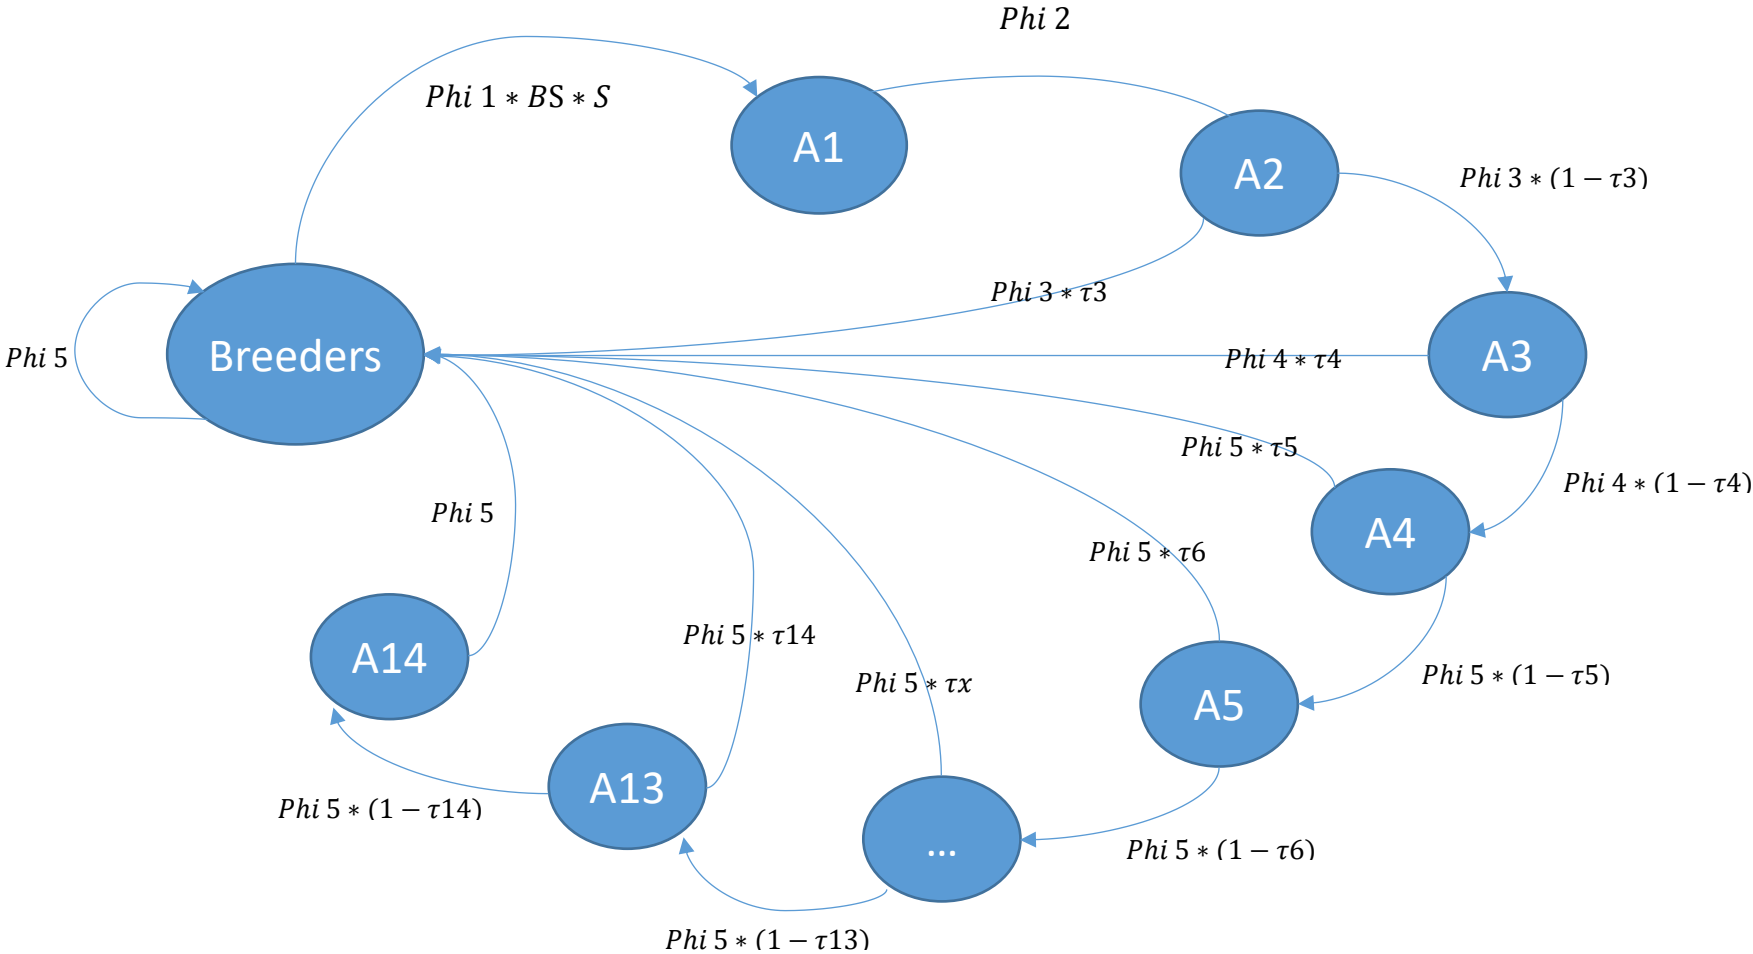 Phi 2
Phi 1 ∗ BS ∗ S
A1
A2
Phi 3 ∗ (1 − τ3)
Phi 3 ∗ τ3
Phi 5
Breeders
Phi 4 ∗ τ4
A3
Phi 5 ∗ τ5
Phi 4 ∗ (1 − τ4)
Phi 5
A4
Phi 5 ∗ τ6
Phi 5 ∗ τ14
A14
Phi 5 ∗ τx
Phi 5 ∗ (1 − τ5)
A5
A13
Phi 5 ∗ (1 − τ14)
...
Phi 5 ∗ (1 − τ6)
Phi 5 ∗ (1 − τ13)